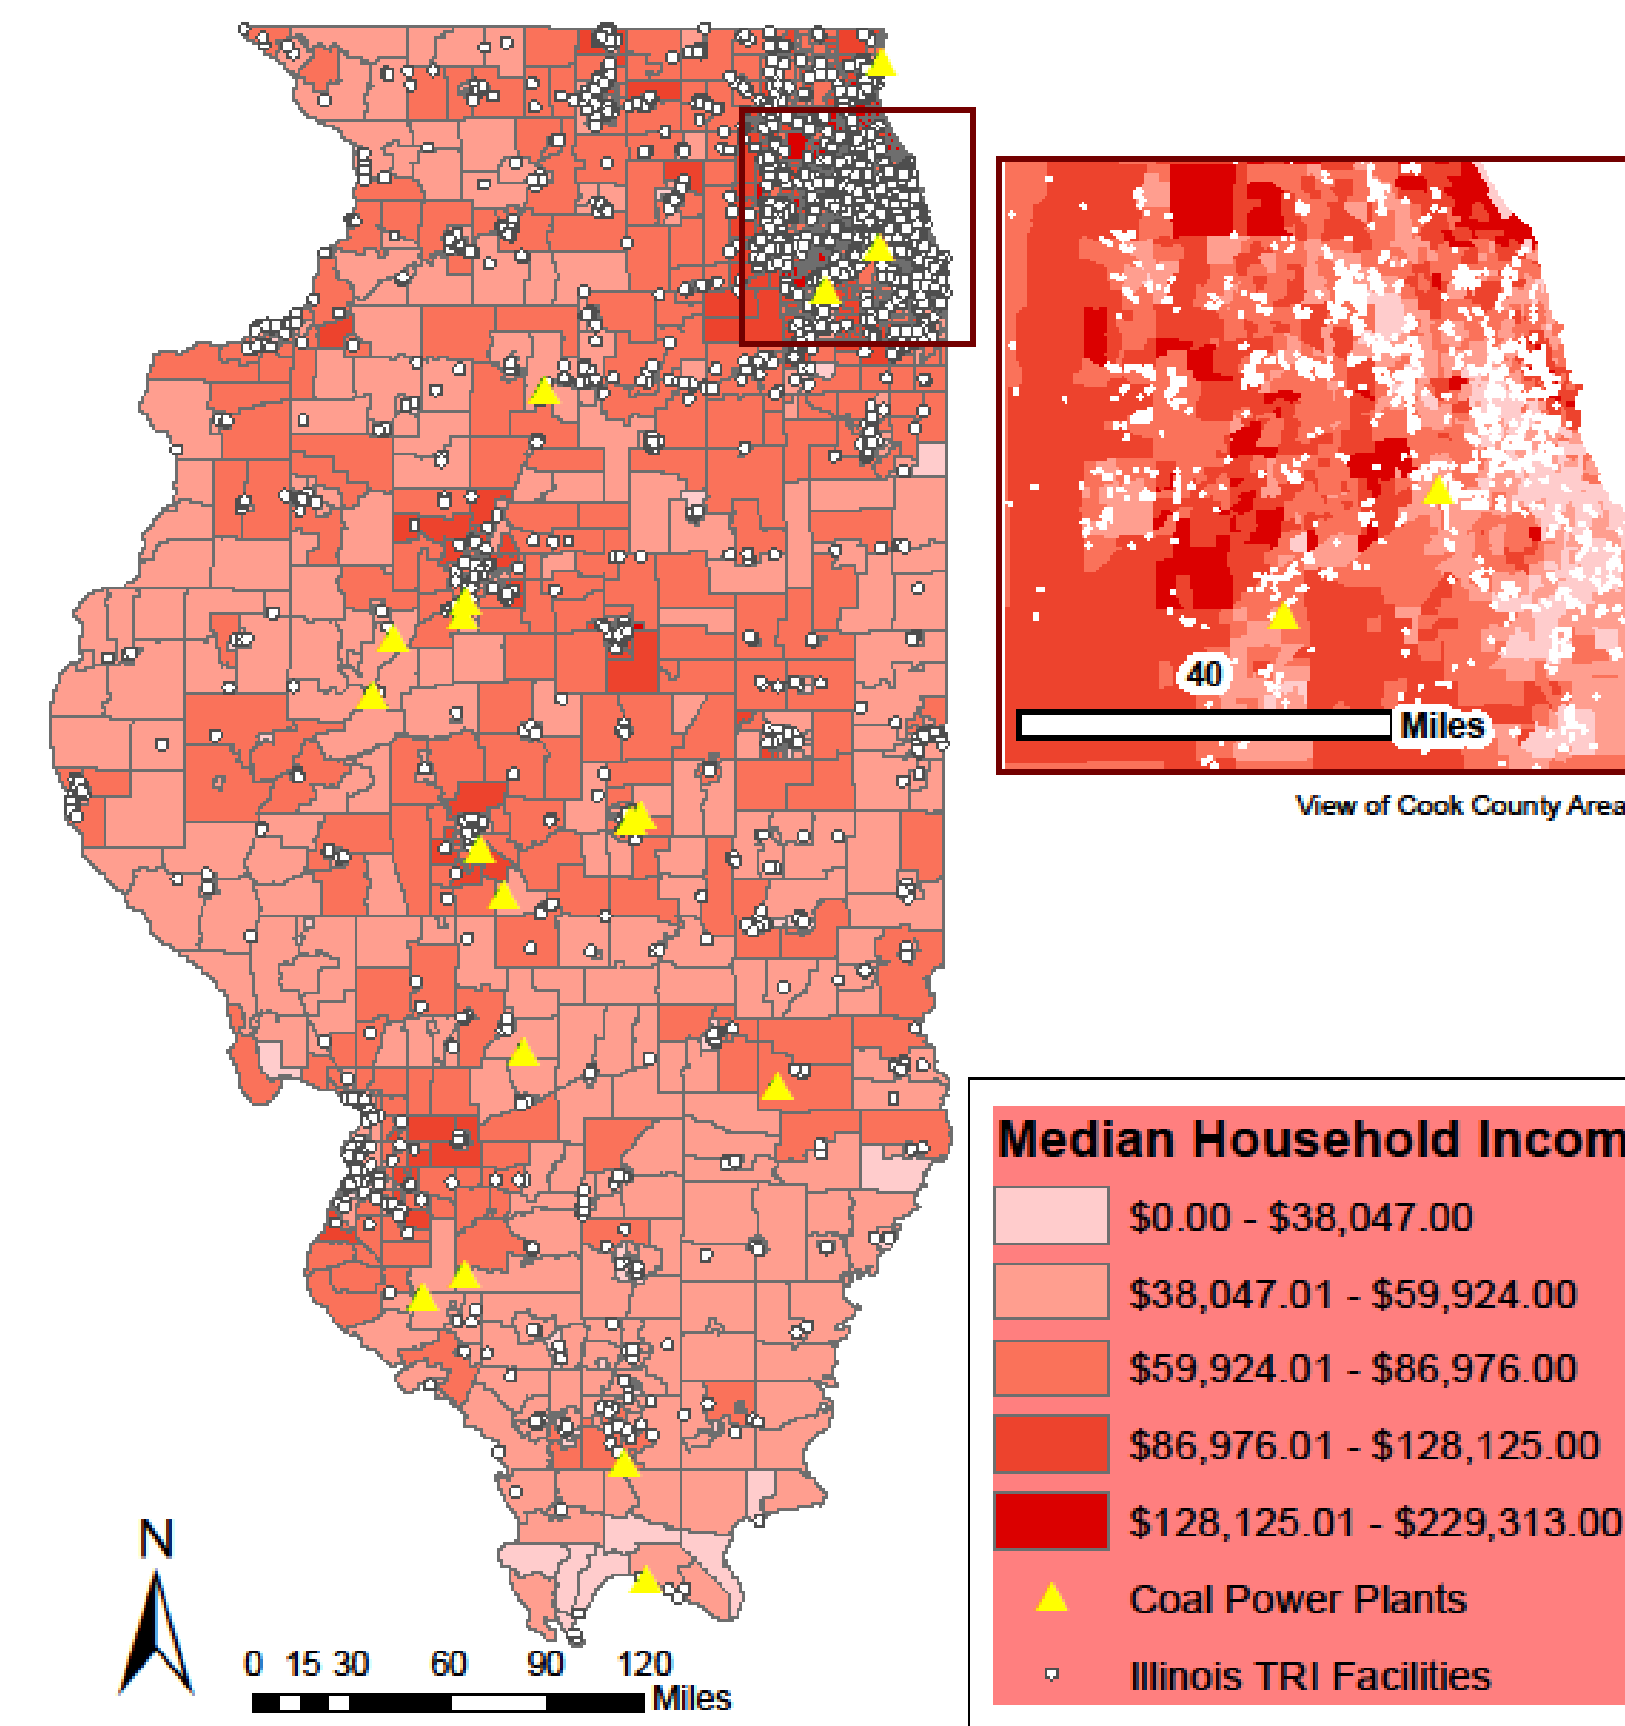 40
Miles
View of Cook County Area
Median Household Incom
$0.00 - $38,047.00
$38,047.01 - $59,924.00
$59,924.01 - $86,976.00
$86,976.01 - $128,125.00
$128,125.01 - $229,313.00
Coal Power Plants
Illinois TRI Facilities
N
0 15 30 60 90 120
Miles